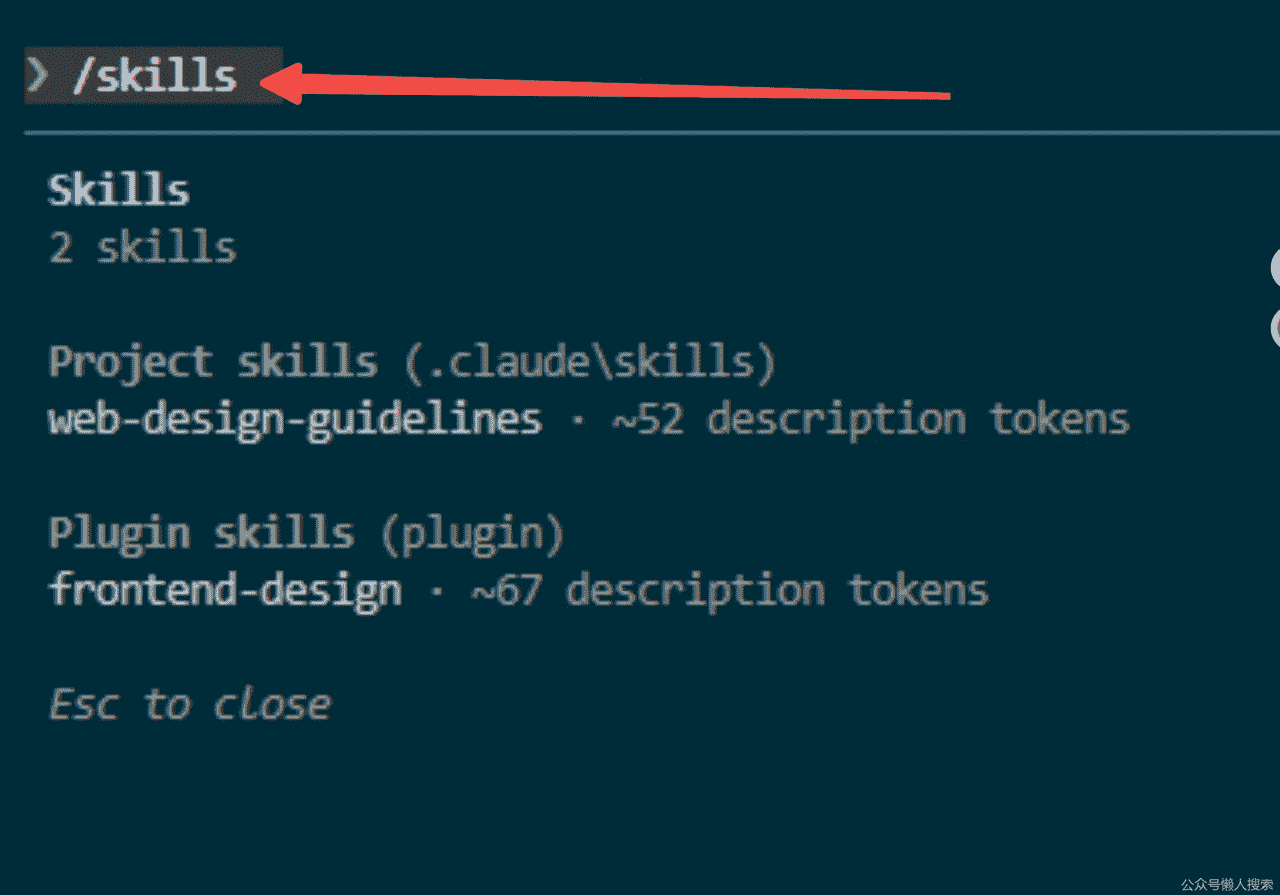 ❯ /skills
Skills
2 skills
Project skills (.claude\skills)
web-design-guidelines · ~52 description tokens
Plugin skills (plugin)
frontend-design · ~67 description tokens
Esc to close
公众号懒人搜索